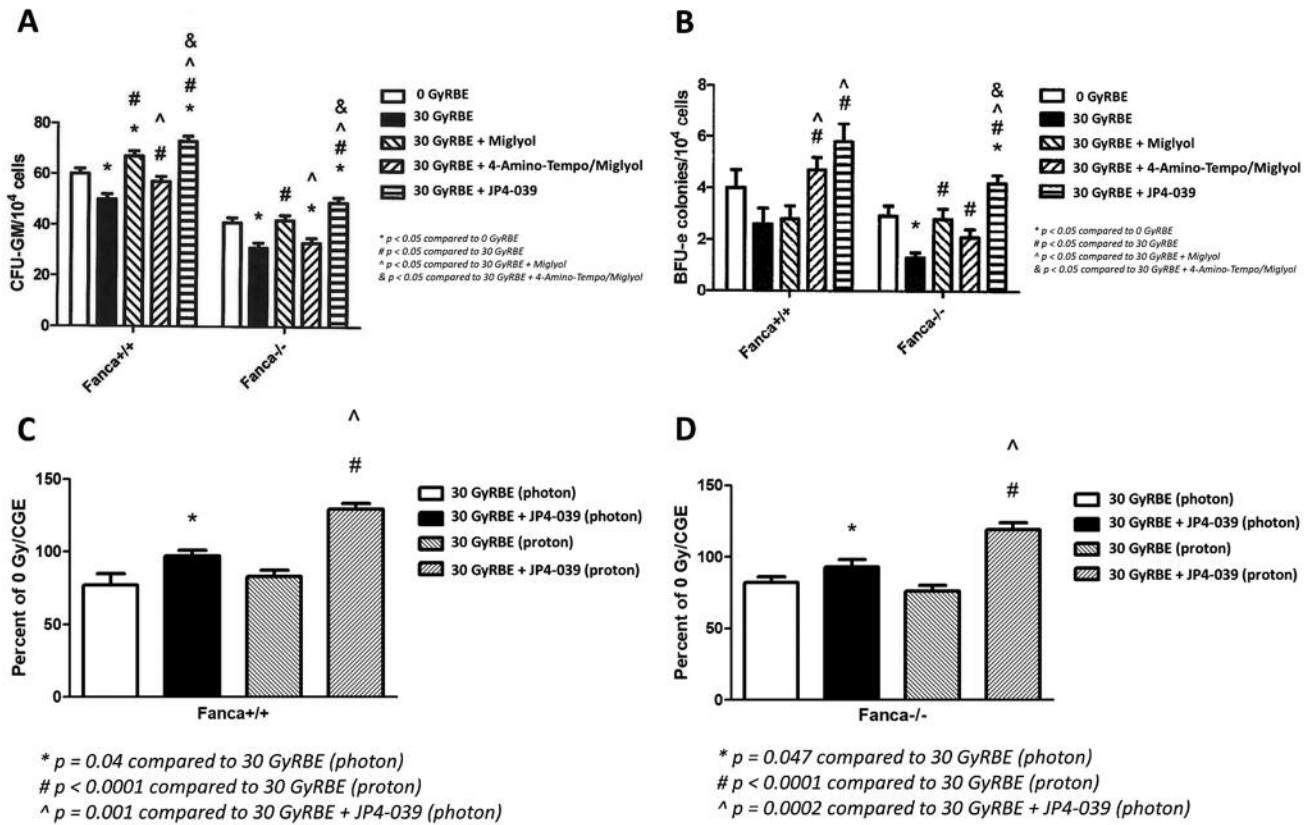 A
CFU-GM/10⁴ cells
80
60
40
20
0
#
*
*
^
#
&
^
#
*
*
#
^
*
&
^
#
*
Fanca+/+
Fanca-/-
0 GyRBE
30 GyRBE
30 GyRBE + Miglyol
30 GyRBE + 4-Amino-Tempo/Miglyol
30 GyRBE + JP4-039
* p < 0.05 compared to 0 GyRBE
# p < 0.05 compared to 30 GyRBE
^ p < 0.05 compared to 30 GyRBE + Miglyol
& p < 0.05 compared to 30 GyRBE + 4-Amino-Tempo/Miglyol
B
BFU-e colonies/10⁴ cells
8
6
4
2
0
^
#
^
#
*
#
#
&
^
#
*
Fanca+/+
Fanca-/-
0 GyRBE
30 GyRBE
30 GyRBE + Miglyol
30 GyRBE + 4-Amino-Tempo/Miglyol
30 GyRBE + JP4-039
* p < 0.05 compared to 0 GyRBE
# p < 0.05 compared to 30 GyRBE
^ p < 0.05 compared to 30 GyRBE + Miglyol
& p < 0.05 compared to 30 GyRBE + 4-Amino-Tempo/Miglyol
C
Percent of 0 Gy/CGE
150
100
50
0
*
^
#
Fanca+/+
30 GyRBE (photon)
30 GyRBE + JP4-039 (photon)
30 GyRBE (proton)
30 GyRBE + JP4-039 (proton)
* p = 0.04 compared to 30 GyRBE (photon)
# p < 0.0001 compared to 30 GyRBE (proton)
^ p = 0.001 compared to 30 GyRBE + JP4-039 (photon)
D
Percent of 0 Gy/CGE
150
100
50
0
*
^
#
Fanca-/-
30 GyRBE (photon)
30 GyRBE + JP4-039 (photon)
30 GyRBE (proton)
30 GyRBE + JP4-039 (proton)
* p = 0.047 compared to 30 GyRBE (photon)
# p < 0.0001 compared to 30 GyRBE (proton)
^ p = 0.0002 compared to 30 GyRBE + JP4-039 (photon)